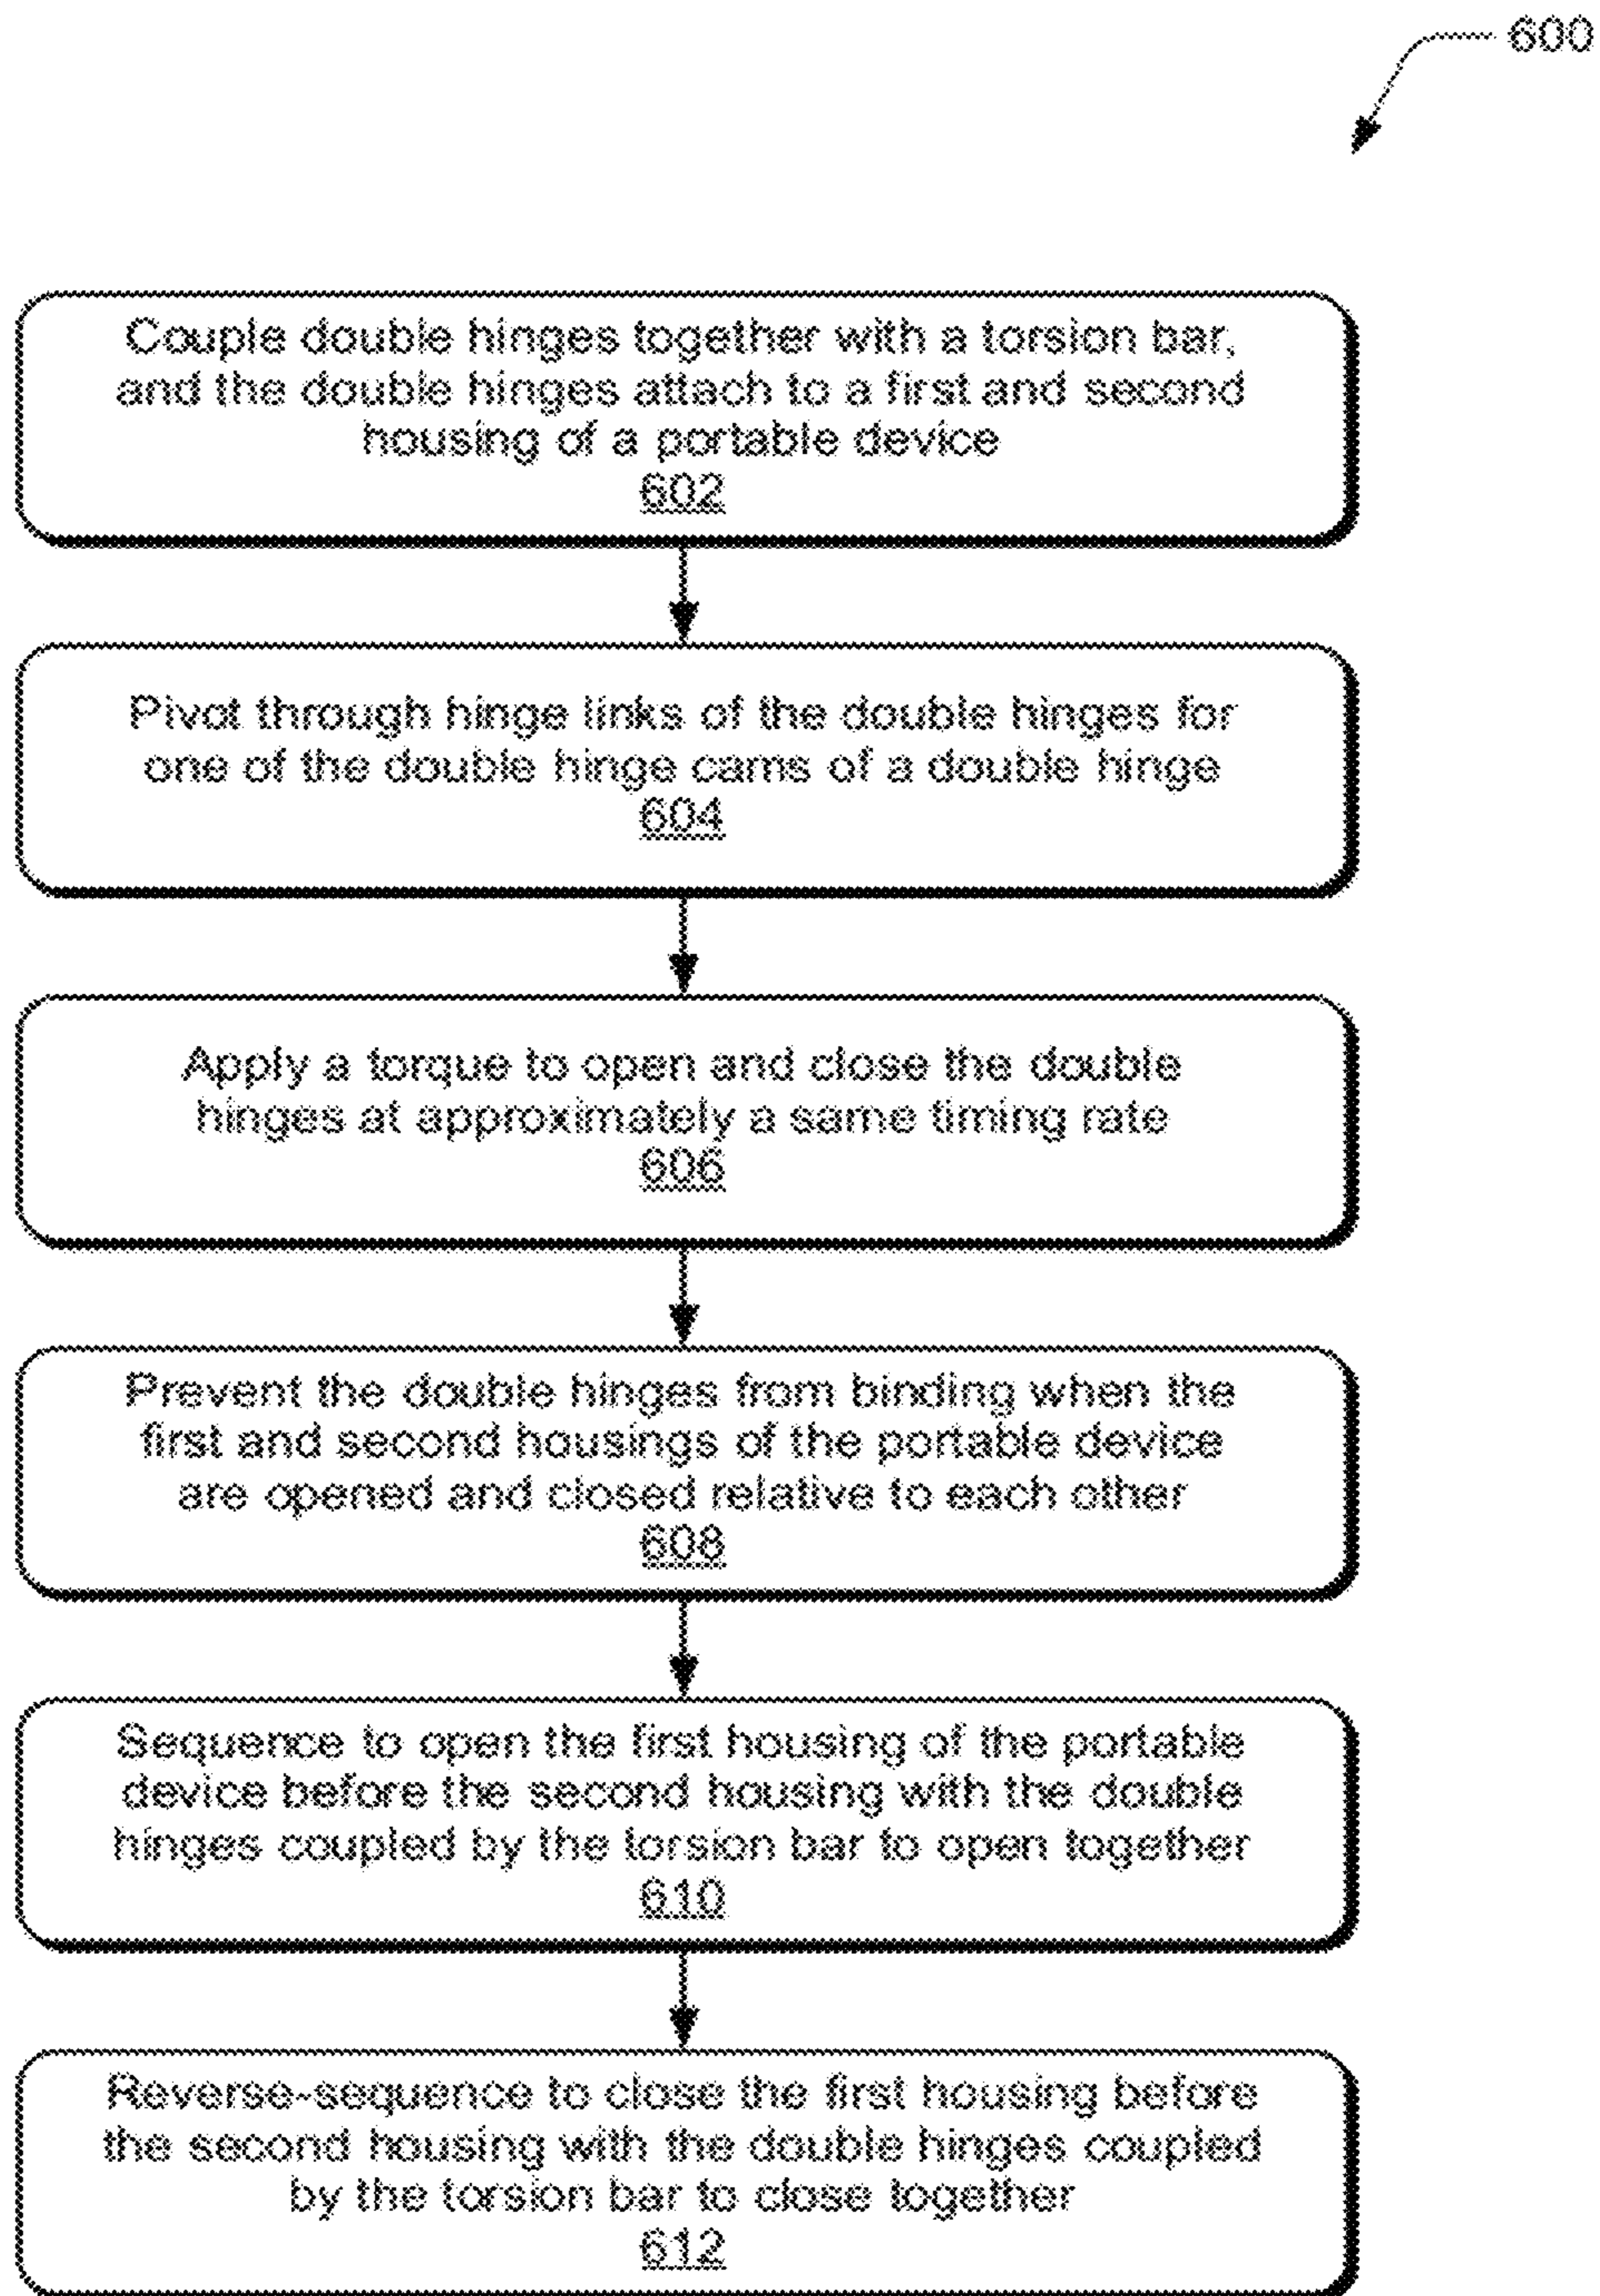 600
Couple double hinges together with a torsion bar,
and the double hinges attach to a first and second
housing of a portable device
602
Pivot through hinge links of the double hinges for
one of the double hinge cams of a double hinge
604
Apply a torque to open and close the double
hinges at approximately a same timing rate
606
Prevent the double hinges from binding when the
first and second housings of the portable device
are opened and closed relative to each other
608
Sequence to open the first housing of the portable
device before the second housing with the double
hinges coupled by the torsion bar to open together
610
Reverse-sequence to close the first housing before
the second housing with the double hinges coupled
by the torsion bar to close together
612